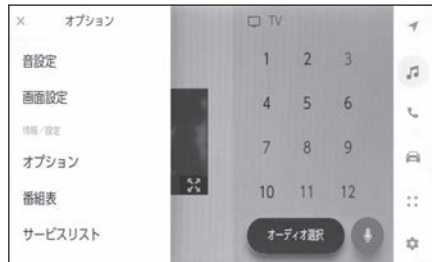 × オプション
音設定
画面設定
情報/設定
オプション
番組表
サービスリスト
TV
1 2 3
4 5 6
7 8 9
10 11 12
オーディオ選択